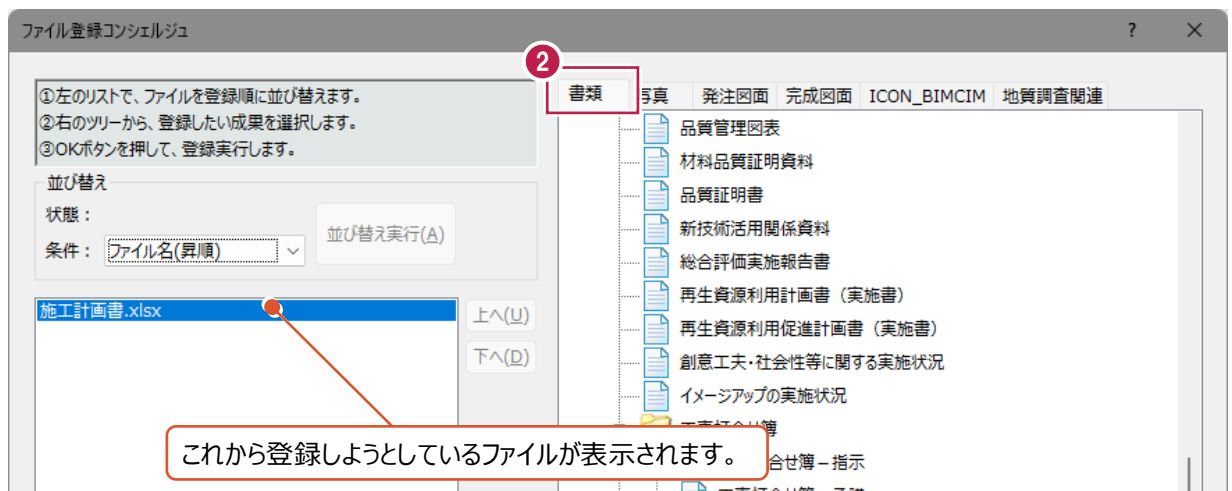 ファイル登録コンシェルジュ
?
×
2
①左のリストで、ファイルを登録順に並び替えます。
②右のツリーから、登録したい成果を選択します。
③OKボタンを押して、登録実行します。
並び替え
状態：
条件：
ファイル名(昇順)
並び替え実行(A)
施工計画書.xlsx
上へ(U)
下へ(D)
これから登録しようとしているファイルが表示されます。
書類 写真 発注図面 完成図面 ICON_BIMCIM 地質調査関連
品質管理図表
材料品質証明資料
品質証明書
新技術活用関係資料
総合評価実施報告書
再生資源利用計画書（実施書）
再生資源利用促進計画書（実施書）
創意工夫・社会性等に関する実施状況
イメージアップの実施状況
合せ簿－指示